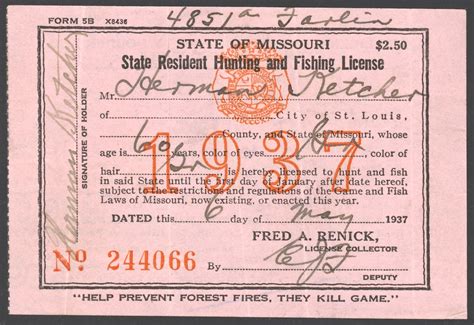 FORM 5B X8436
4851a Farlin
STATE OF MISSOURI $2.50
State Resident Hunting and Fishing License
Herman Ketcher
Mr.
of City of St. Louis,
County, and State of Missouri, whose
age is 60 years, color of eyes Br, color of
hair Gr is hereby licensed to hunt and fish
in said State until the first day of January after date hereof,
subject to the restrictions and regulations of the Game and Fish
Laws of Missouri, now existing, or enacted this year.
1937
DATED this 6 day of May 1937
FRED A. RENICK,
LICENSE COLLECTOR
By
DEPUTY
No. 244066
SIGNATURE OF HOLDER
Herman Ketcher
"HELP PREVENT FOREST FIRES, THEY KILL GAME."